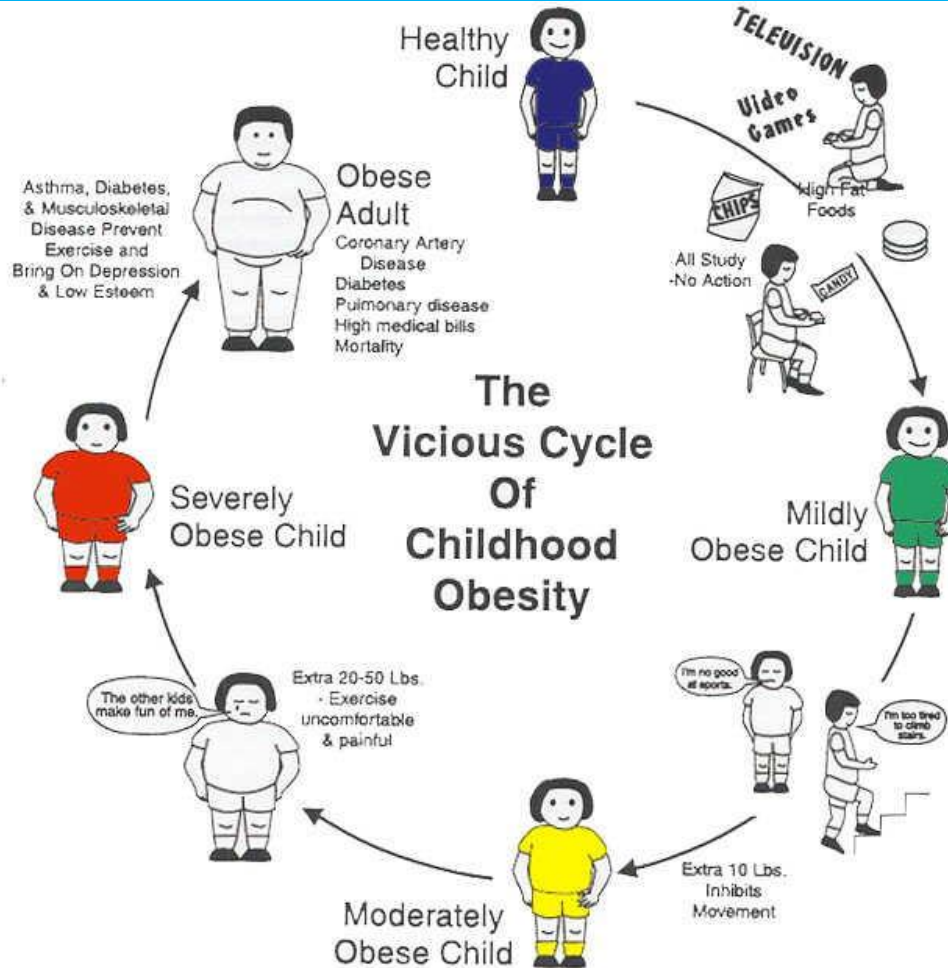 Healthy
Child
TELEVISION
Video
Games
High Fat
Foods
CHIPS
All Study
-No Action
CANDY
Mildly
Obese Child
I'm no good
at sports.
I'm too tired
to climb
stairs.
Extra 10 Lbs.
Inhibits
Movement
Moderately
Obese Child
Extra 20-50 Lbs.
- Exercise
uncomfortable
& painful
The other kids
make fun of me.
Severely
Obese Child
Asthma, Diabetes,
& Musculoskeletal
Disease Prevent
Exercise and
Bring On Depression
& Low Esteem
Obese
Adult
Coronary Artery
Disease
Diabetes
Pulmonary disease
High medical bills
Mortality
The
Vicious Cycle
Of
Childhood
Obesity